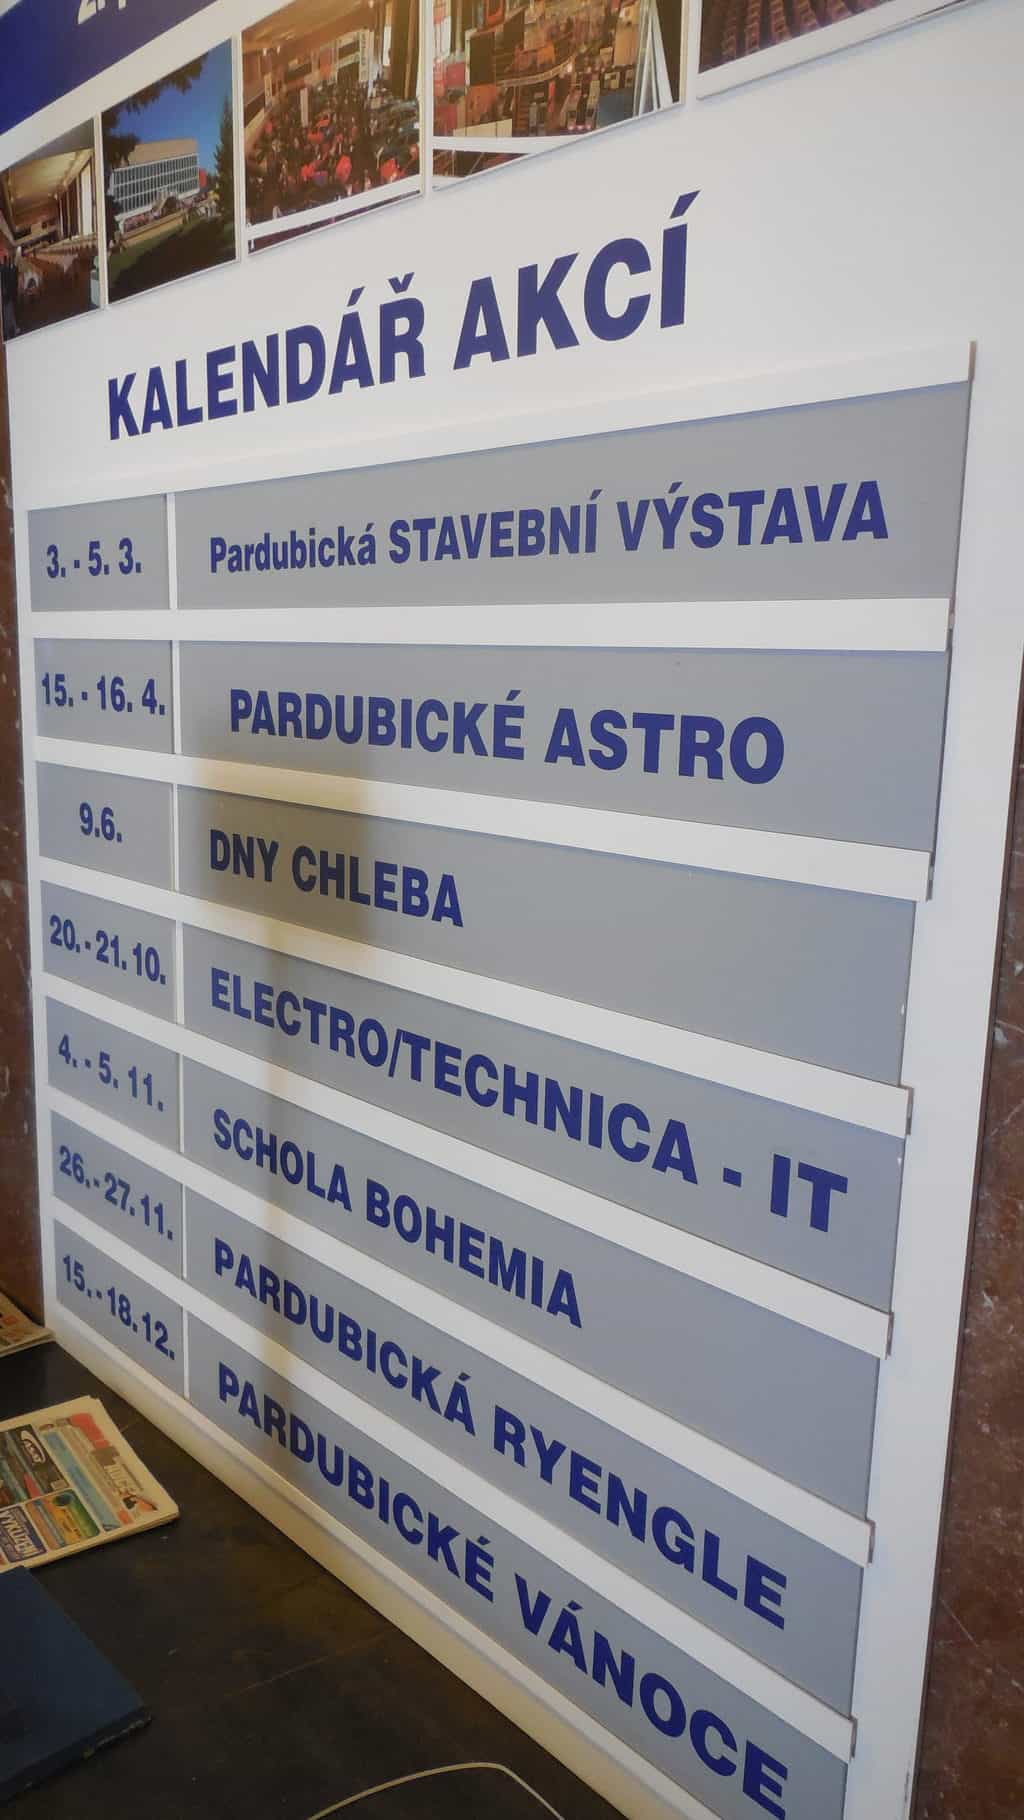 KALENDÁŘ AKCÍ
3. - 5. 3. Pardubická STAVEBNÍ VÝSTAVA
15. - 16. 4. PARDUBICKÉ ASTRO
9.6. DNY CHLEBA
20. - 21. 10. ELECTRO/TECHNICA - IT
4. - 5. 11. SCHOLA BOHEMIA
26. - 27. 11. PARDUBICKÁ RYENGLE
15. - 18. 12. PARDUBICKÉ VÁNOCE